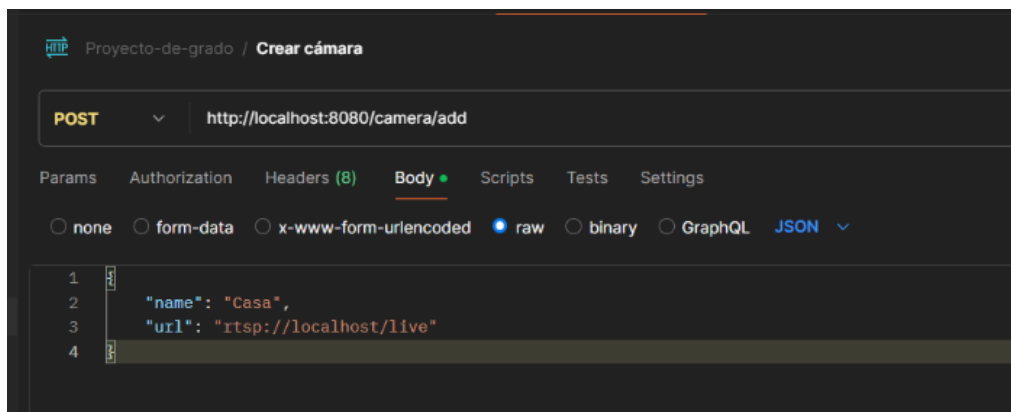 HTTP Proyecto-de-grado / Crear cámara
POST http://localhost:8080/camera/add
Params Authorization Headers (8) Body Scripts Tests Settings
none form-data x-www-form-urlencoded raw binary GraphQL JSON
1 {
2 "name": "Casa",
3 "url": "rtsp://localhost/live"
4 }